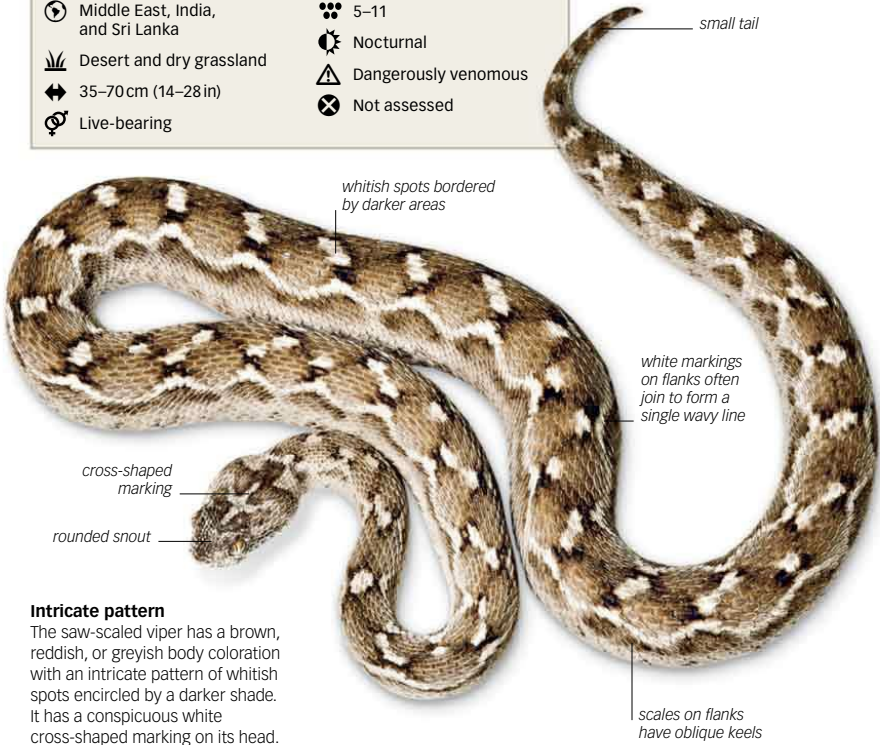 Middle East, India,
and Sri Lanka
Desert and dry grassland
35–70 cm (14–28 in)
Live-bearing
5–11
Nocturnal
Dangerously venomous
Not assessed
small tail
whitish spots bordered
by darker areas
white markings
on flanks often
join to form a
single wavy line
cross-shaped
marking
rounded snout
Intricate pattern
The saw-scaled viper has a brown,
reddish, or greyish body coloration
with an intricate pattern of whitish
spots encircled by a darker shade.
It has a conspicuous white
cross-shaped marking on its head.
scales on flanks
have oblique keels